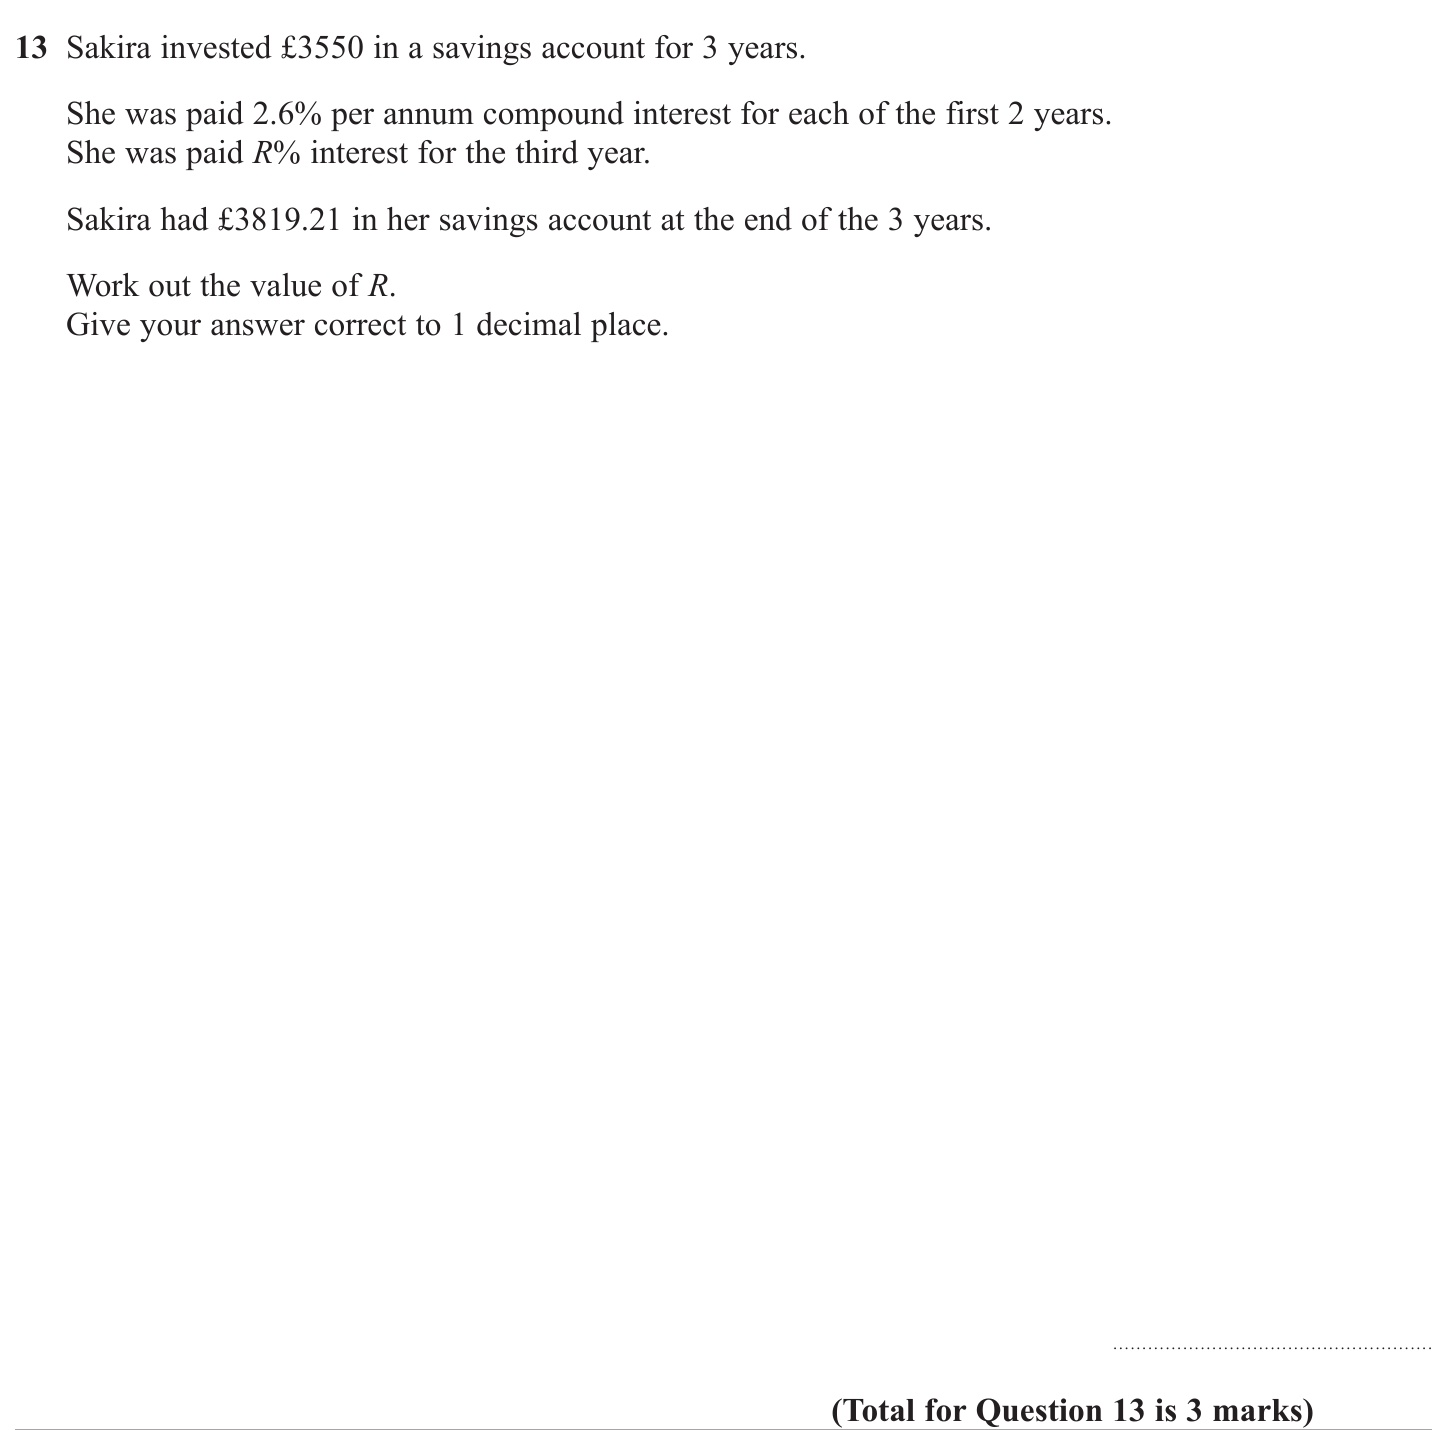 13 Sakira invested £3550 in a savings account for 3 years.
She was paid 2.6% per annum compound interest for each of the first 2 years.
She was paid R% interest for the third year.
Sakira had £3819.21 in her savings account at the end of the 3 years.
Work out the value of R.
Give your answer correct to 1 decimal place.
(Total for Question 13 is 3 marks)